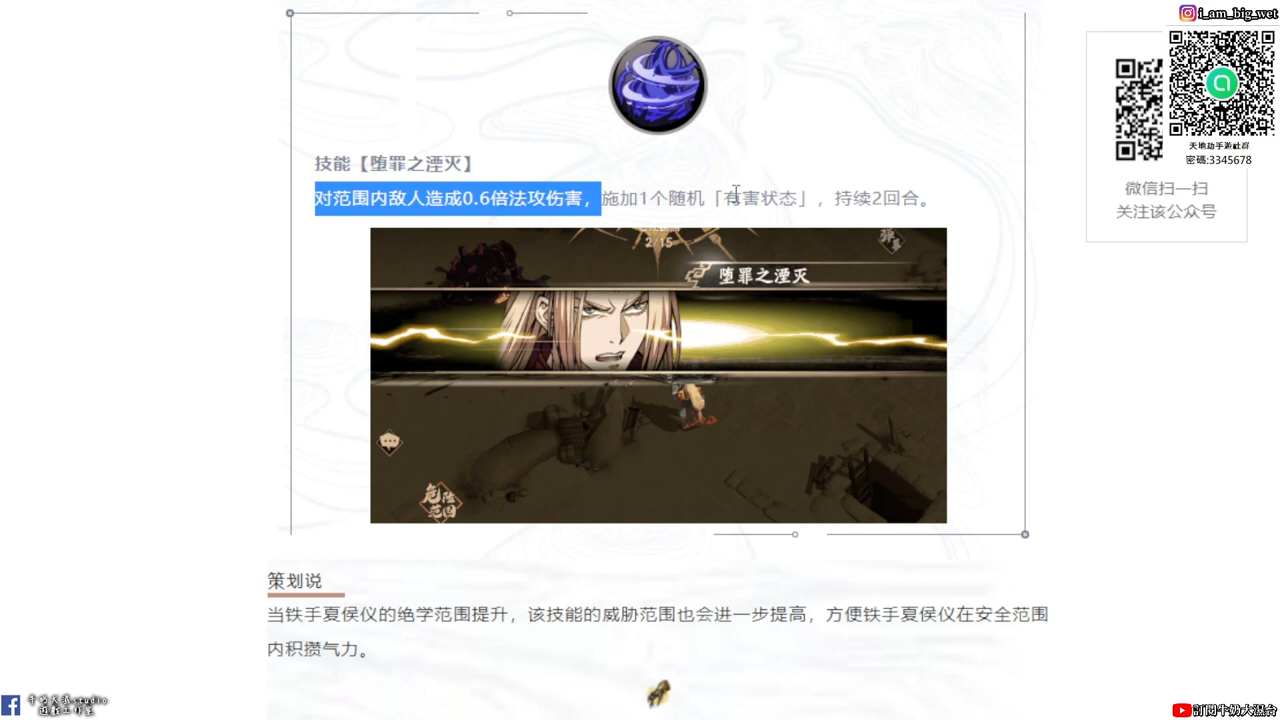 i_am_big_wet
天地劫手游社群
密碼:3345678
微信扫一扫
关注该公众号
技能【堕罪之湮灭】
对范围内敌人造成0.6倍法攻伤害，施加1个随机「有害状态」，持续2回合。
2/15
堕罪之湮灭
危险
范围
策划说
当铁手夏侯仪的绝学范围提升，该技能的威胁范围也会进一步提高，方便铁手夏侯仪在安全范围
内积攒气力。
遊戲工作室
訂閱牛奶大混台